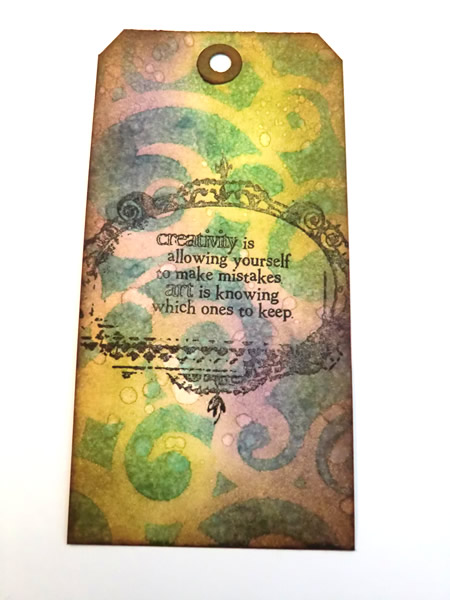 creativity is
allowing yourself
to make mistakes
art is knowing
which ones to keep.